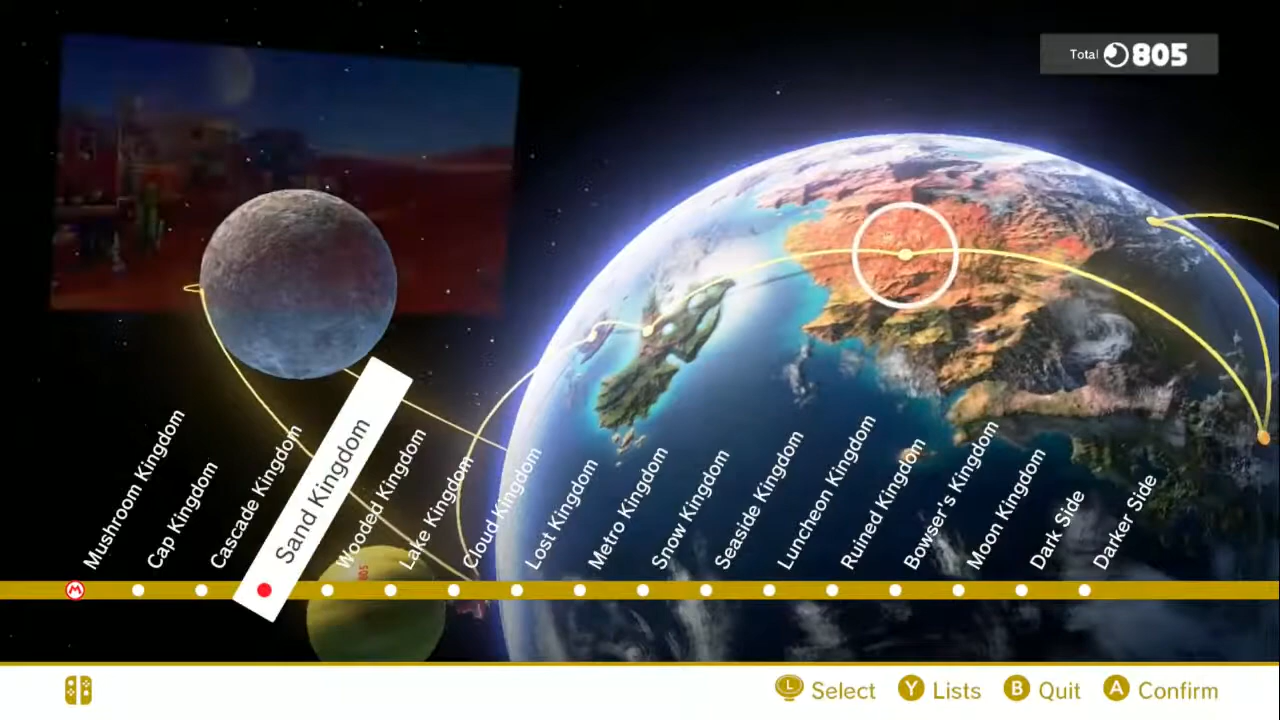 Total 805
Mushroom Kingdom
Cap Kingdom
Cascade Kingdom
Sand Kingdom
Wooded Kingdom
Lake Kingdom
Cloud Kingdom
Lost Kingdom
Metro Kingdom
Snow Kingdom
Seaside Kingdom
Luncheon Kingdom
Ruined Kingdom
Bowser's Kingdom
Moon Kingdom
Dark Side
Darker Side
L Select Y Lists B Quit A Confirm